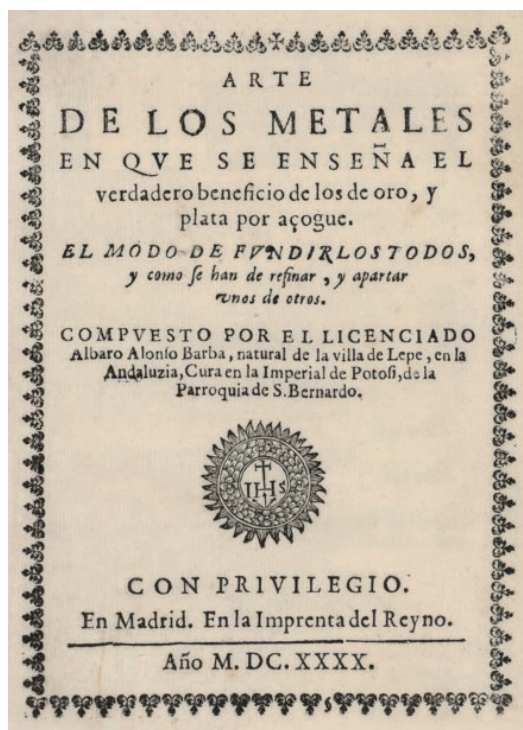 ARTE
DE LOS METALES
EN QVE SE ENSEÑA EL
verdadero beneficio de los de oro, y
plata por açogue.
EL MODO DE FVNDIRLOS TODOS,
y como ſe han de refinar , y apartar
vnos de otros.
COMPVESTO POR EL LICENCIADO
Albaro Alonſo Barba, natural de la villa de Lepe, en la
Andaluzia, Cura en la Imperial de Potoſi, de la
Parroquia de S. Bernardo.
IHS
CON PRIVILEGIO.
En Madrid. En la Imprenta del Reyno.
Año M. DC. XXXX.